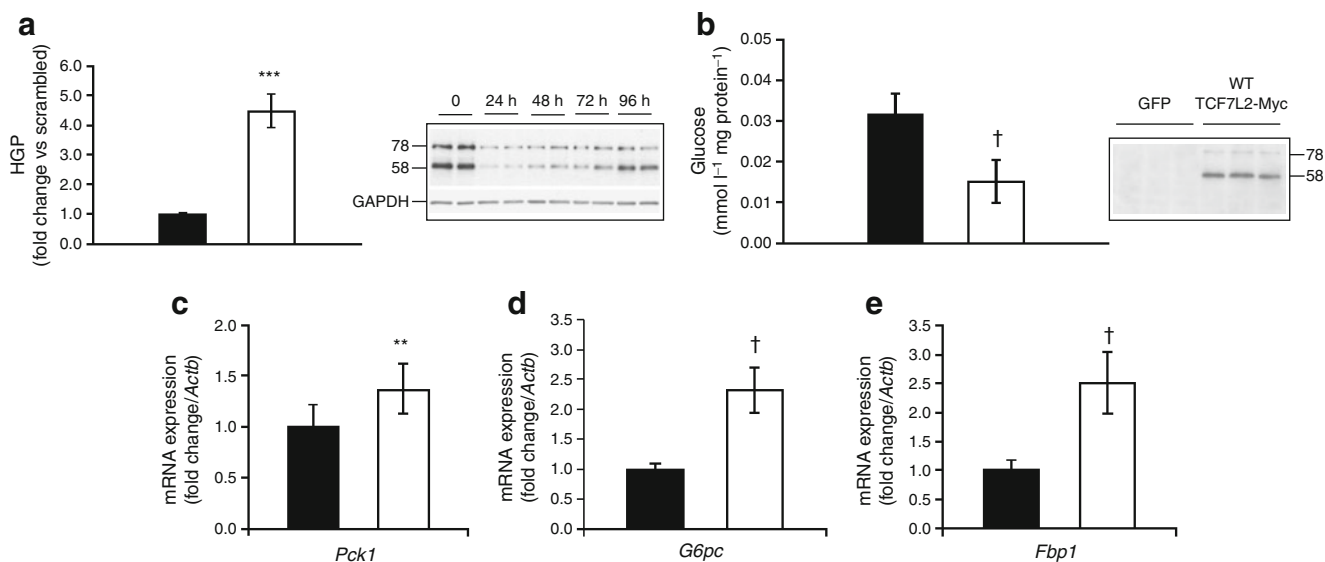 a
HGP
(fold change vs scrambled)
6.0
5.0
4.0
3.0
2.0
1.0
0.0
***
0 24 h 48 h 72 h 96 h
78
58
GAPDH
b
Glucose
(mmol l⁻¹ mg protein⁻¹)
0.05
0.04
0.03
0.02
0.01
0.00
†
GFP
WT
TCF7L2-Myc
78
58
c
mRNA expression
(fold change/Actb)
2.0
1.5
1.0
0.5
0.0
**
Pck1
d
mRNA expression
(fold change/Actb)
3.5
3.0
2.5
2.0
1.5
1.0
0.5
0.0
†
G6pc
e
mRNA expression
(fold change/Actb)
3.5
3.0
2.5
2.0
1.5
1.0
0.5
0.0
†
Fbp1